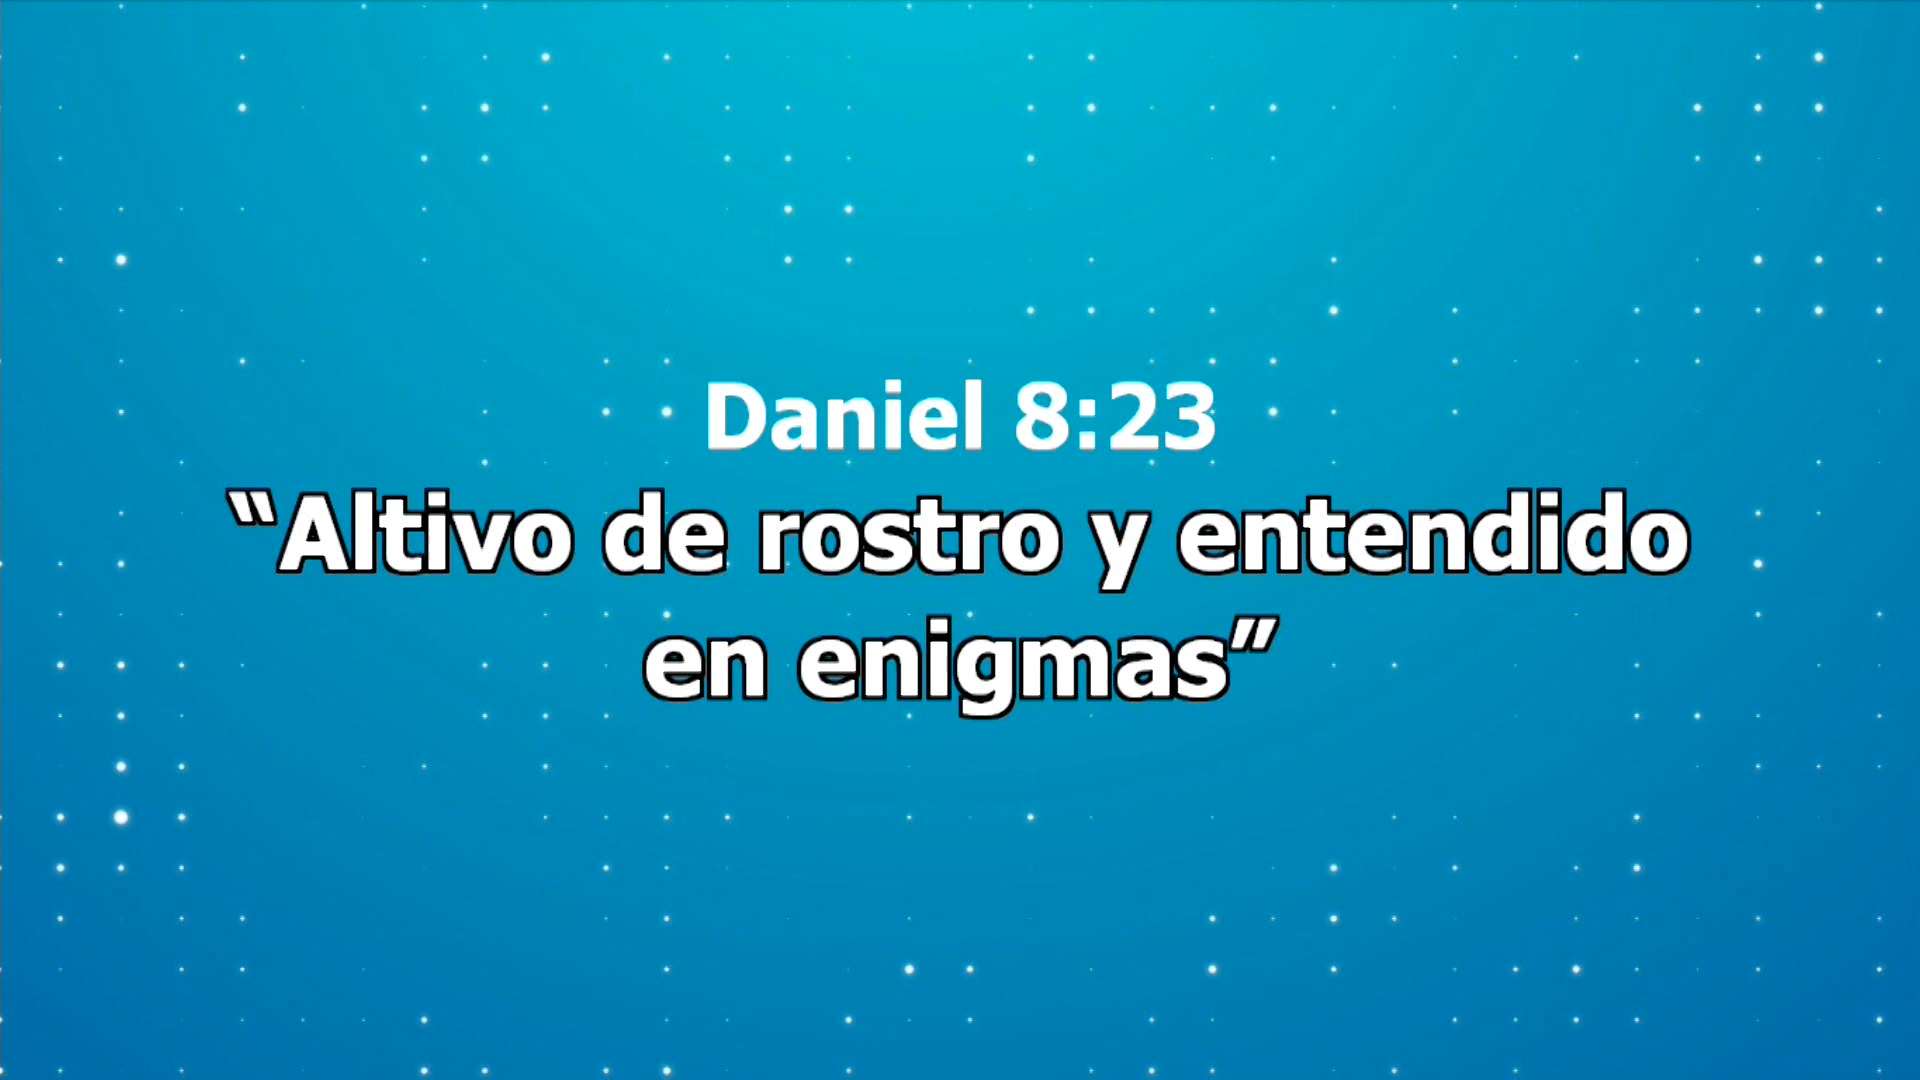 Daniel 8:23
“Altivo de rostro y entendido
en enigmas”